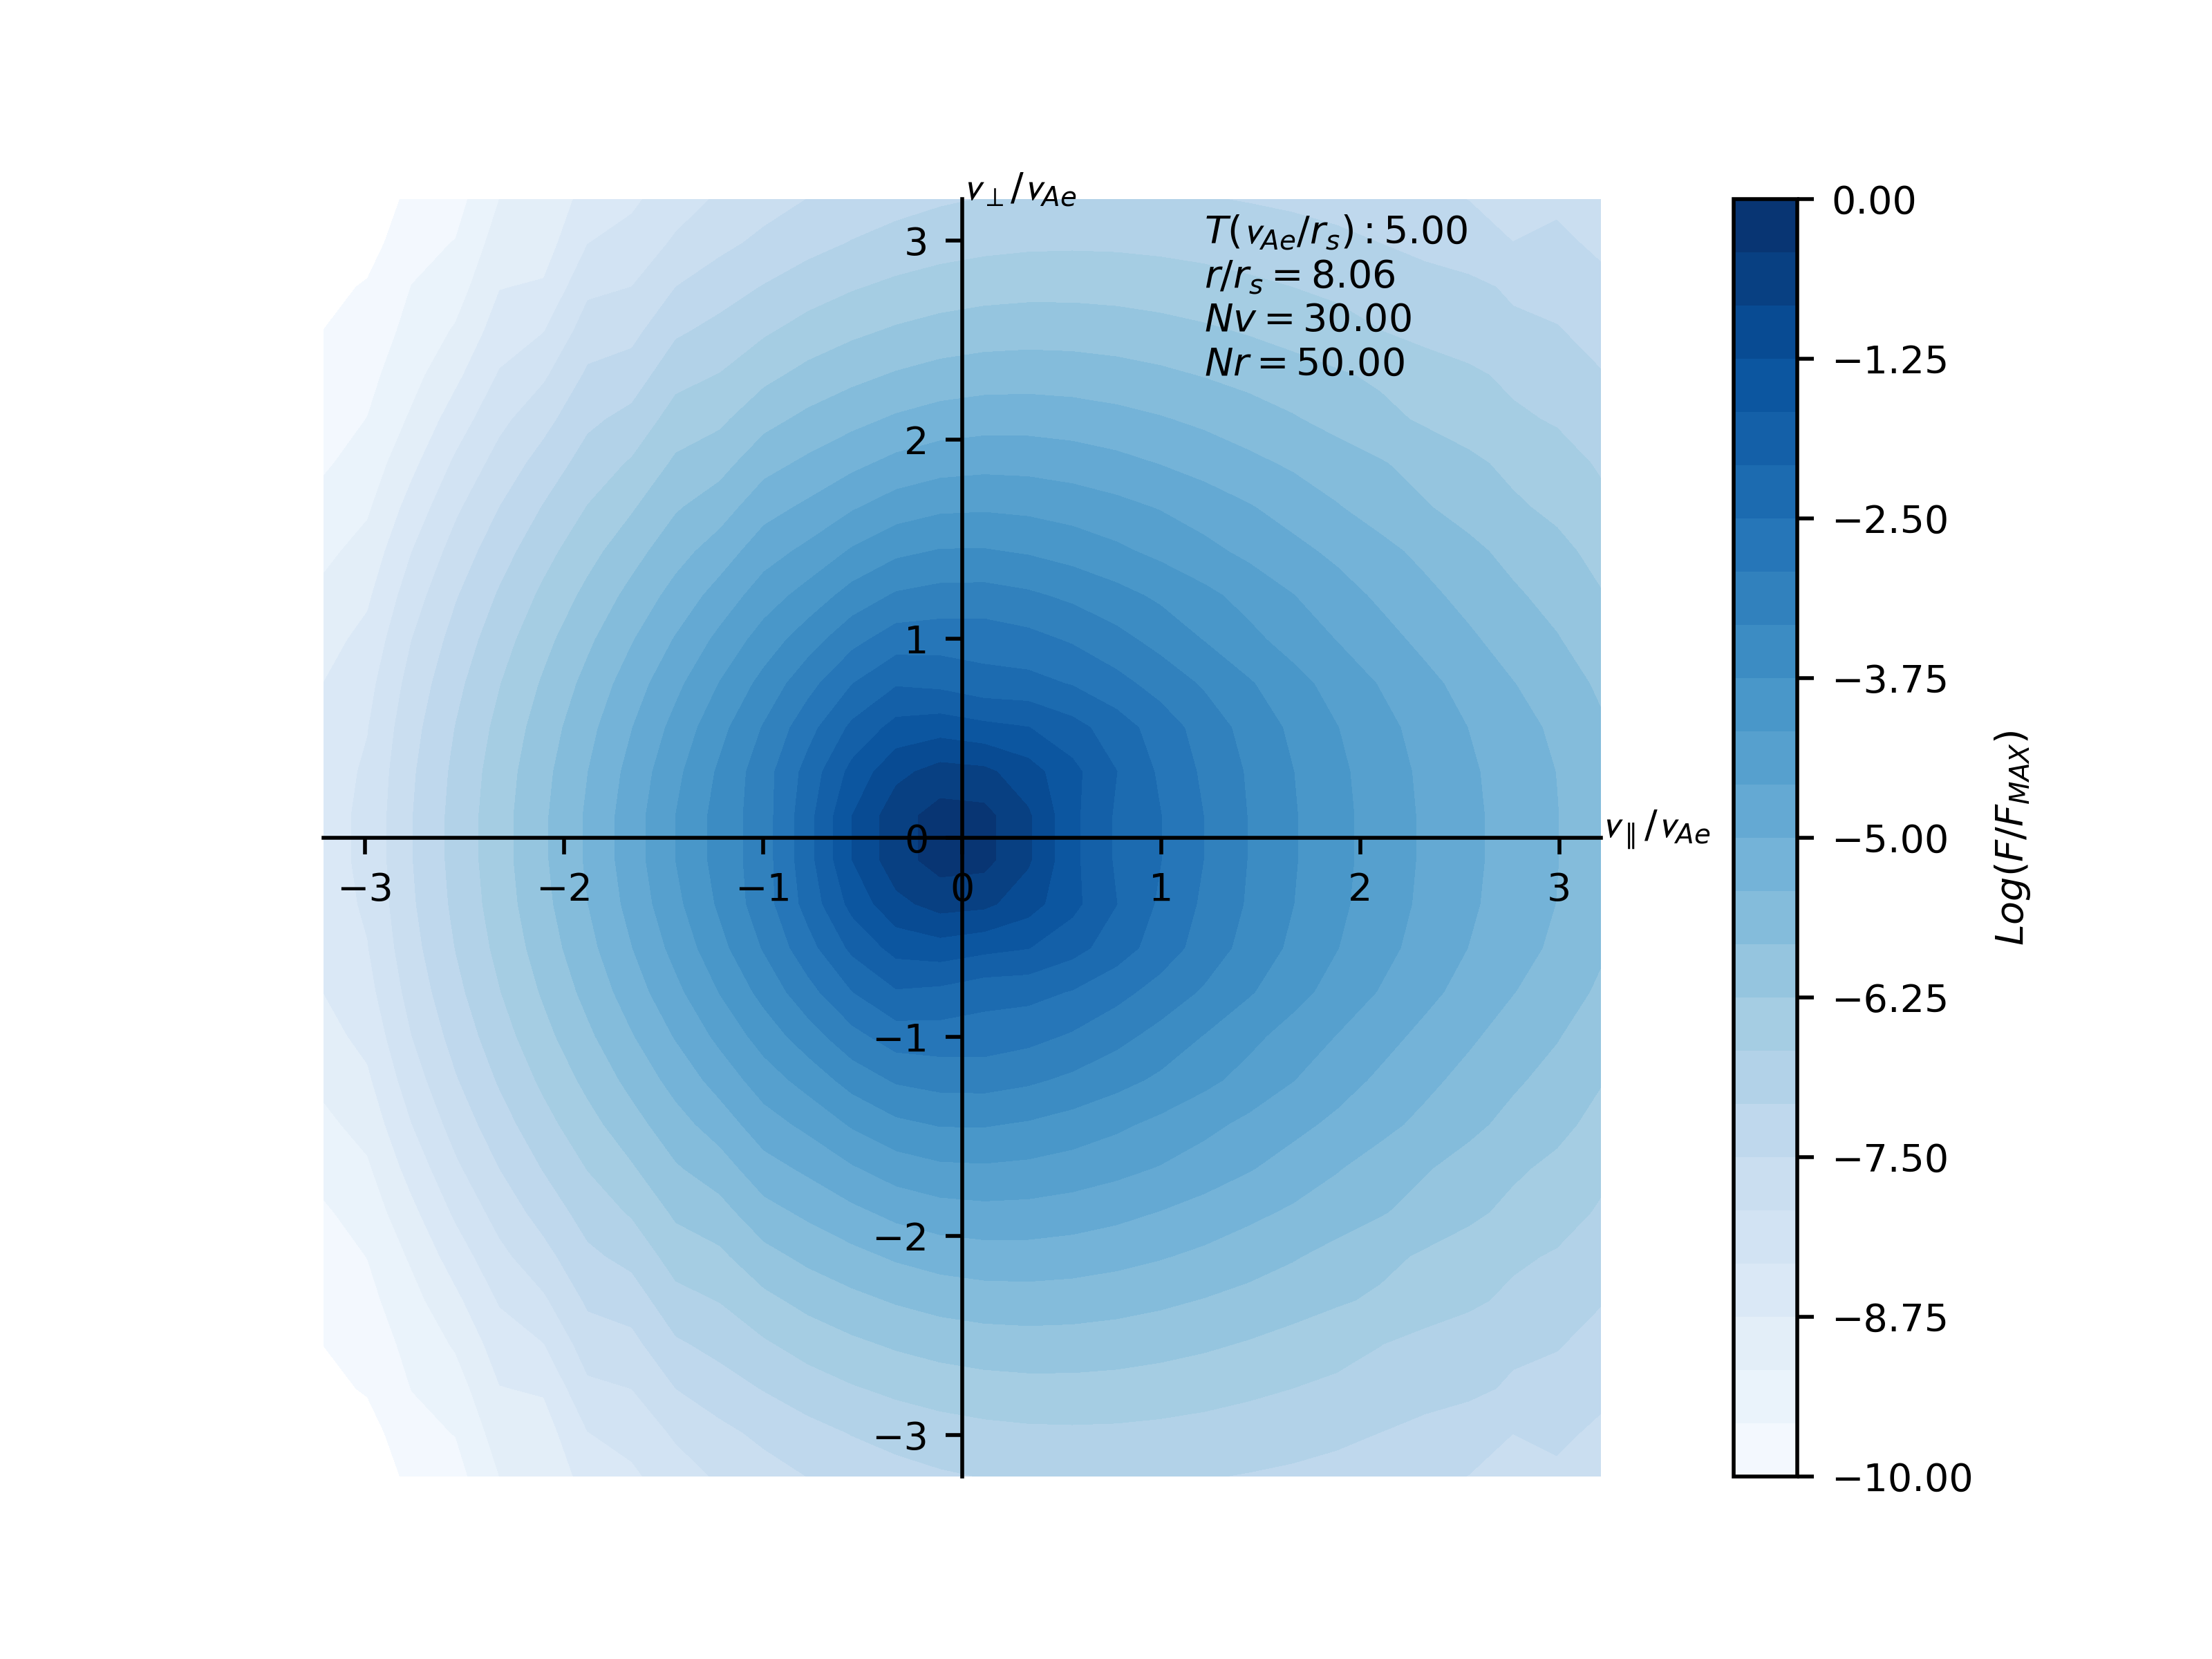 v⊥/vAe
T(vAe/rs) : 5.00
r/rs = 8.06
Nv = 30.00
Nr = 50.00
3
2
1
0
−1
−2
−3
−3 −2 −1 0 1 2 3
v∥/vAe
0.00
−1.25
−2.50
−3.75
−5.00
−6.25
−7.50
−8.75
−10.00
Log(F/FMAX)